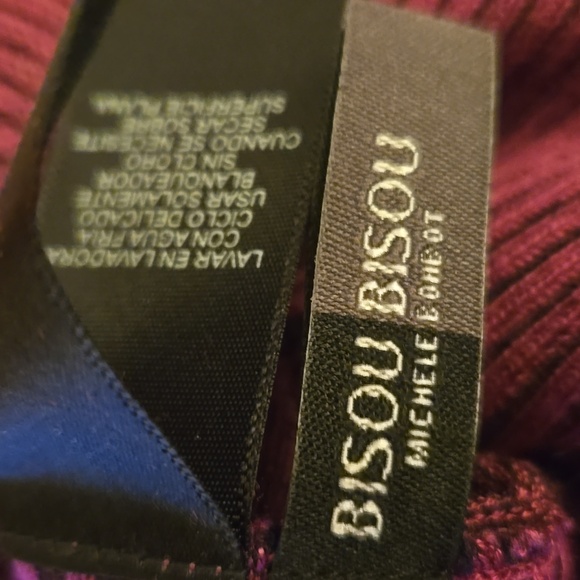 LAVAR EN LAVADORA
CON AGUA FRIA
CICLO DELICADO
USAR SOLAMENTE
BLANQUEADOR
SIN CLORO
CUANDO SE NECESITE
SECAR SOBRE
SUPERFICIE PLANA
BISOU BISOU
MICHELE BOHBOT